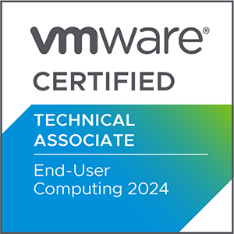 vmware®
CERTIFIED
TECHNICAL
ASSOCIATE
End-User
Computing 2024